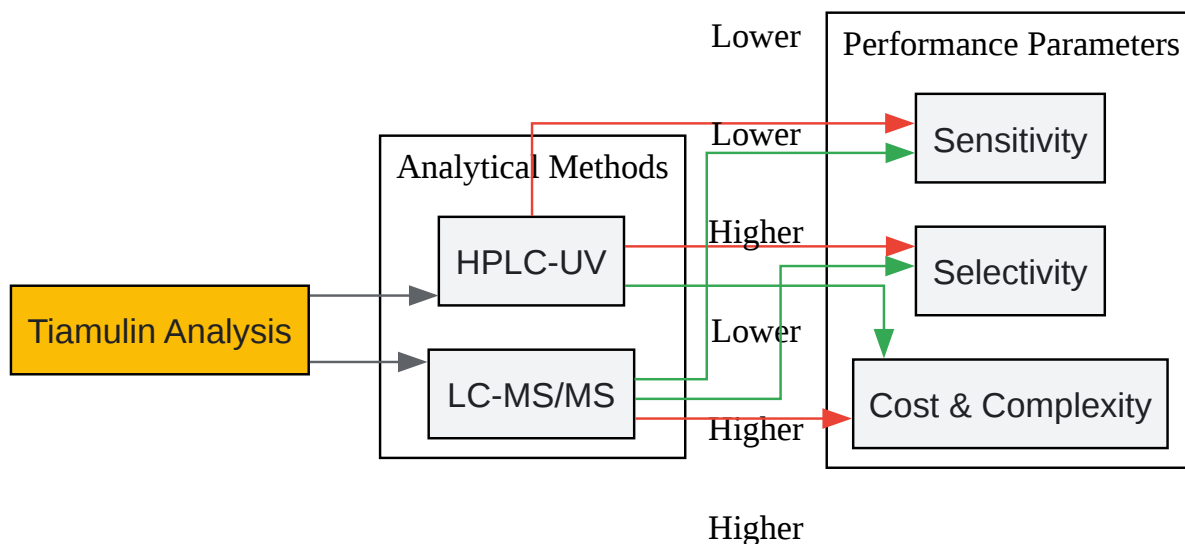 Lower
Performance Parameters
Lower
Sensitivity
Analytical Methods
Higher
HPLC-UV
Selectivity
Tiamulin Analysis
Lower
LC-MS/MS
Cost & Complexity
Higher
Higher